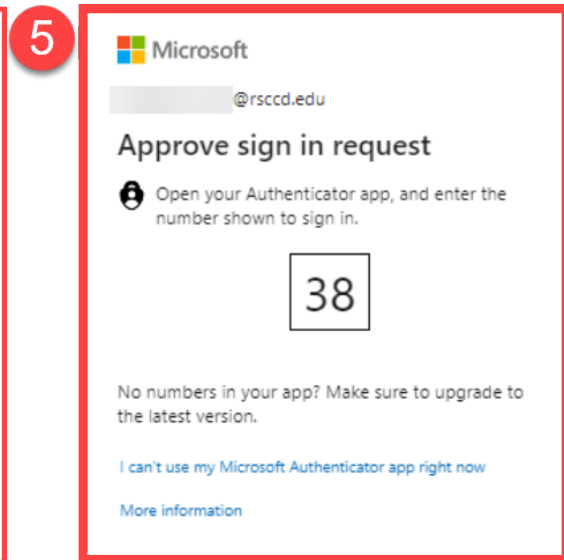 5
Microsoft
@rsccd.edu
Approve sign in request
Open your Authenticator app, and enter the
number shown to sign in.
38
No numbers in your app? Make sure to upgrade to
the latest version.
I can't use my Microsoft Authenticator app right now
More information